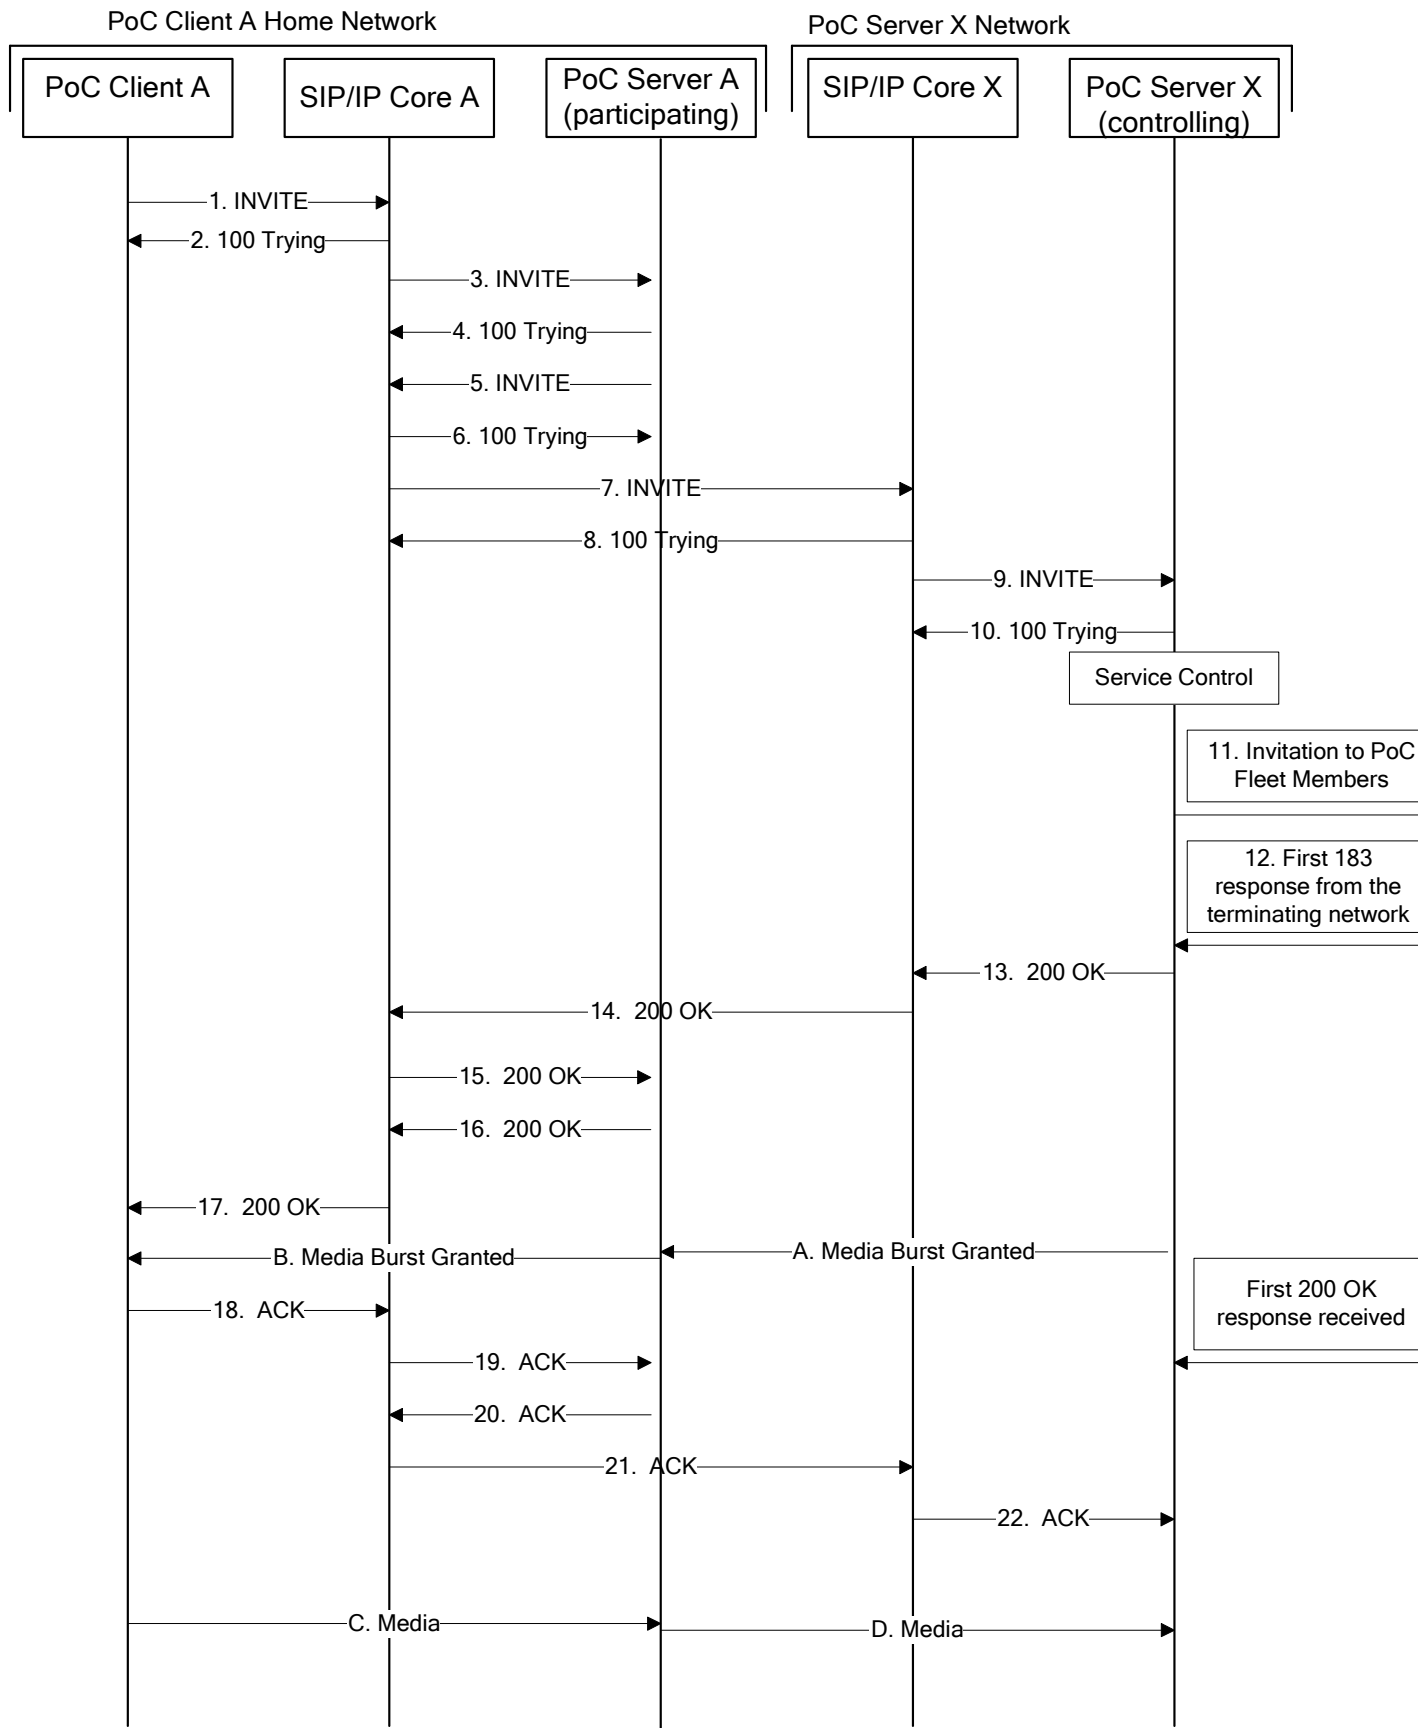 PoC Client A Home Network
PoC Server X Network
PoC Client A
SIP/IP Core A
PoC Server A
(participating)
SIP/IP Core X
PoC Server X
(controlling)
1. INVITE
2. 100 Trying
3. INVITE
4. 100 Trying
5. INVITE
6. 100 Trying
7. INVITE
8. 100 Trying
9. INVITE
10. 100 Trying
Service Control
11. Invitation to PoC
Fleet Members
12. First 183
response from the
terminating network
13. 200 OK
14. 200 OK
15. 200 OK
16. 200 OK
17. 200 OK
A. Media Burst Granted
B. Media Burst Granted
First 200 OK
response received
18. ACK
19. ACK
20. ACK
21. ACK
22. ACK
C. Media
D. Media